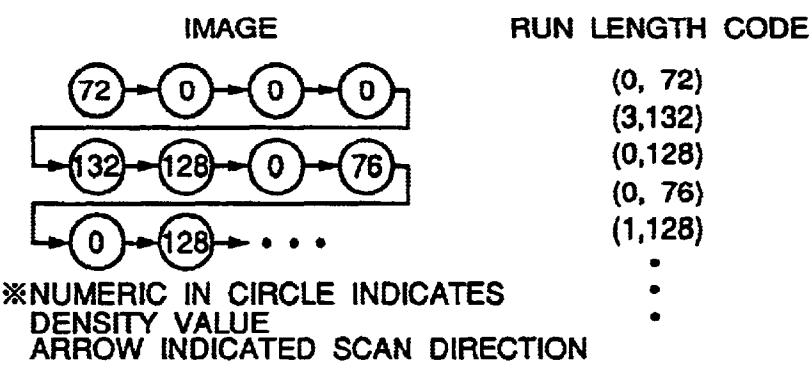 IMAGE
RUN LENGTH CODE
72 0 0 0
132 128 0 76
0 128 • • •
(0, 72)
(3,132)
(0,128)
(0, 76)
(1,128)
•
•
•
※NUMERIC IN CIRCLE INDICATES
DENSITY VALUE
ARROW INDICATED SCAN DIRECTION